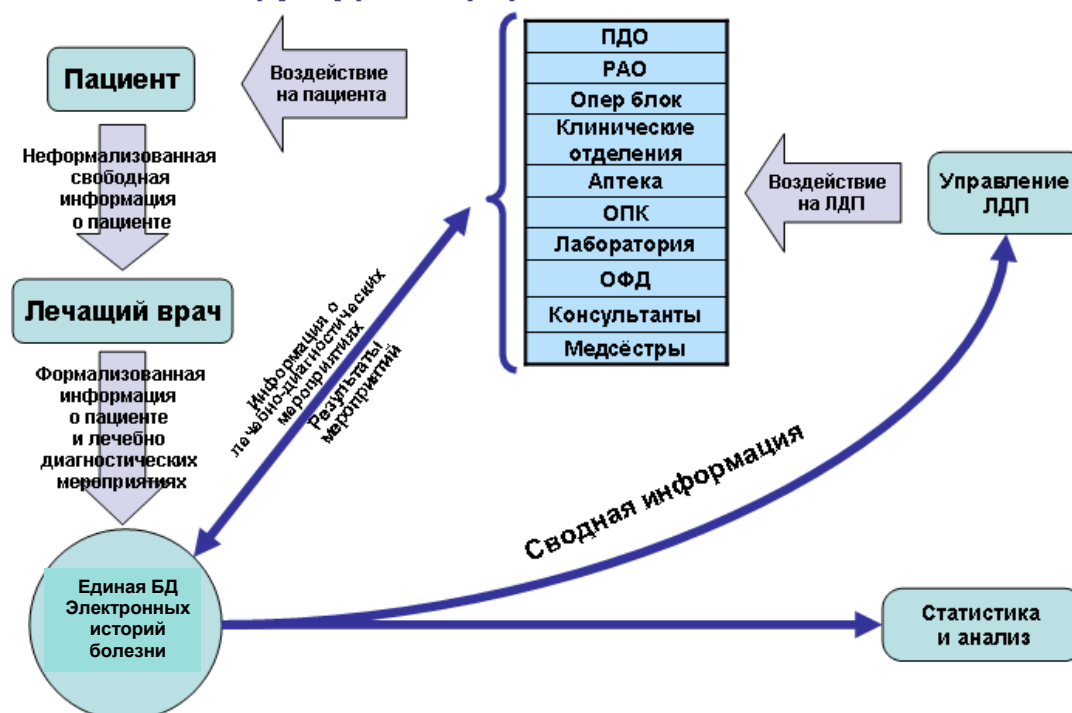 Пациент
Воздействие
на пациента
Неформализованная
свободная
информация
о пациенте
Лечащий врач
Формализованная
информация
о пациенте
и лечебно
диагностических
мероприятиях
Единая БД
Электронных
историй
болезни
Информация о
лечебно-диагностических
мероприятиях
Результаты
мероприятий
ПДО
РАО
Опер блок
Клинические
отделения
Аптека
ОПК
Лаборатория
ОФД
Консультанты
Медсёстры
Воздействие
на ЛДП
Управление
ЛДП
Сводная информация
Статистика
и анализ